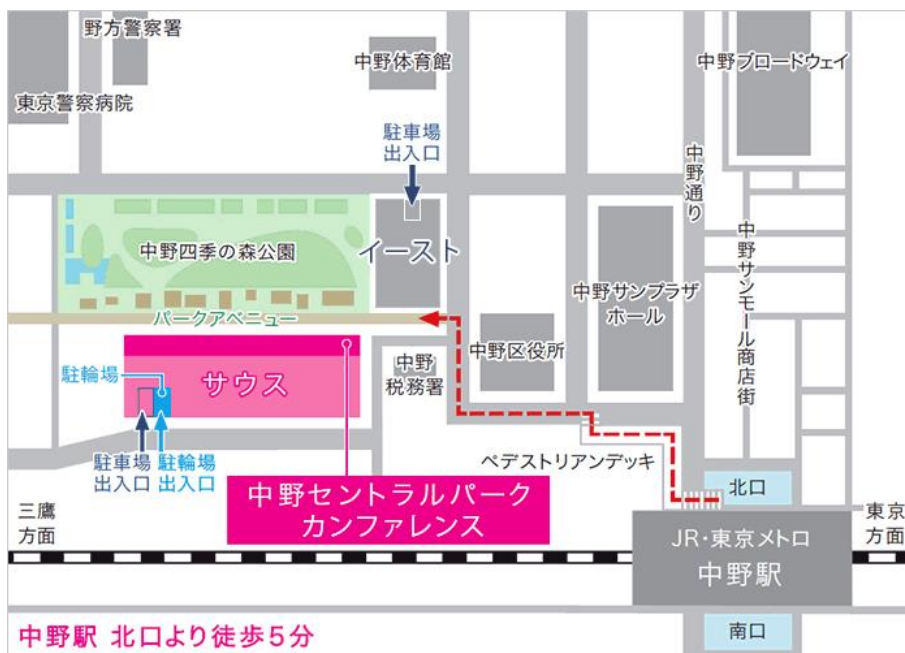 野方警察署
東京警察病院
中野体育館
中野ブロードウェイ
駐車場
出入口
中野通り
中野四季の森公園
イースト
中野サンモール商店街
中野サンプラザ
ホール
パークアベニュー
中野区役所
中野
税務署
駐輪場
サウス
駐車場
出入口
駐輪場
出入口
ペデストリアンデッキ
中野セントラルパーク
カンファレンス
北口
三鷹
方面
東京
方面
JR・東京メトロ
中野駅
南口
中野駅 北口より徒歩5分